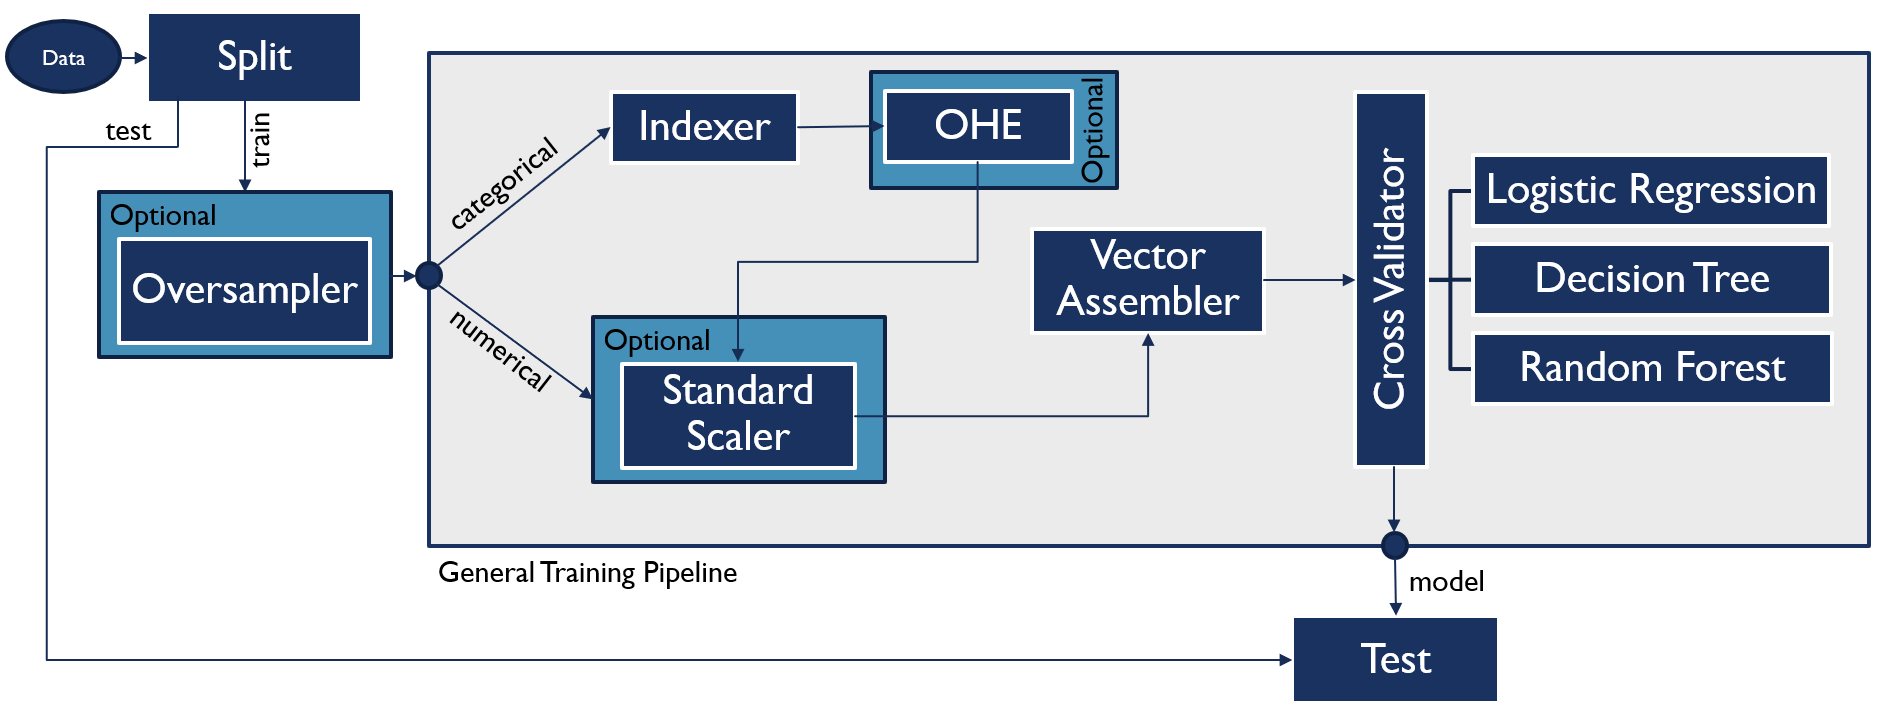 Data
Split
test
train
Optional
Oversampler
categorical
numerical
Indexer
OHE
Optional
Optional
Standard
Scaler
Vector
Assembler
Cross Validator
Logistic Regression
Decision Tree
Random Forest
General Training Pipeline
model
Test